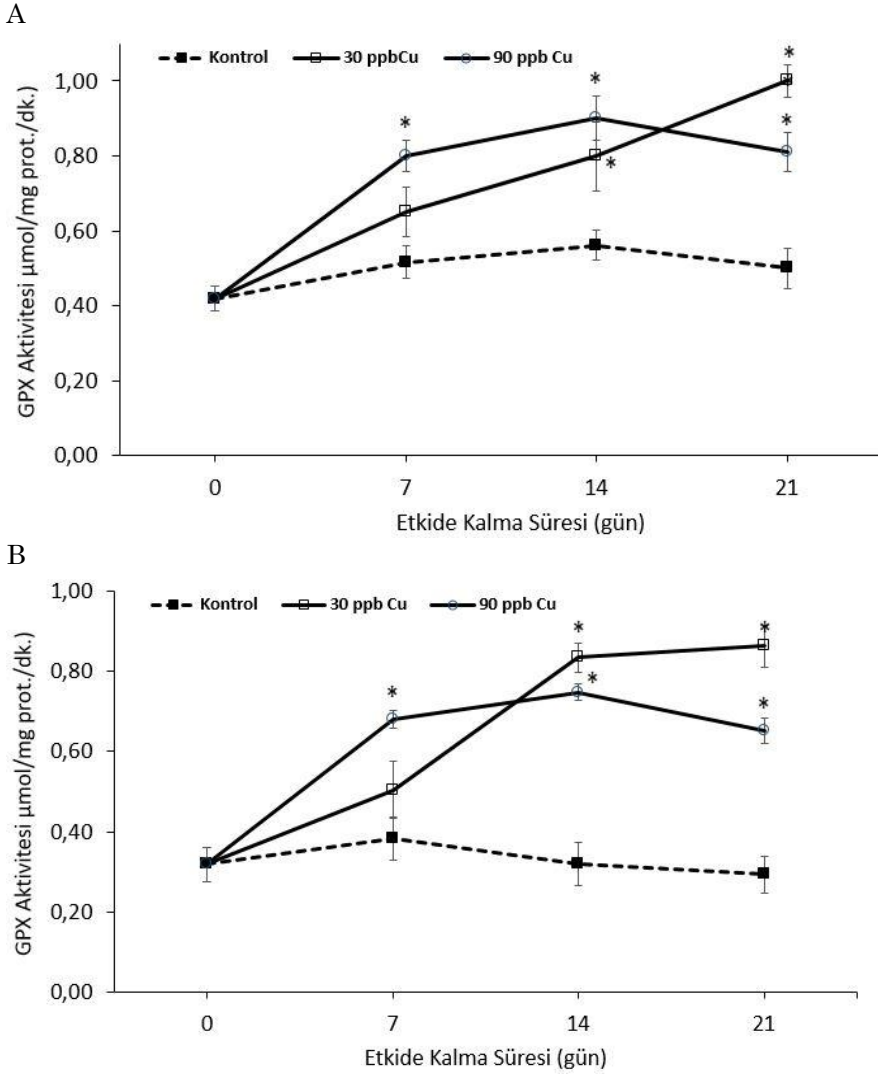 A
Kontrol 30 ppbCu 90 ppb Cu
GPX Aktivitesi µmol/mg prot./dk.
1,00
0,80
0,60
0,40
0,20
0,00
* * * * *
0 7 14 21
Etkide Kalma Süresi (gün)
B
Kontrol 30 ppb Cu 90 ppb Cu
GPX Aktivitesi µmol/mg prot./dk.
1,00
0,80
0,60
0,40
0,20
0,00
* * * * *
0 7 14 21
Etkide Kalma Süresi (gün)